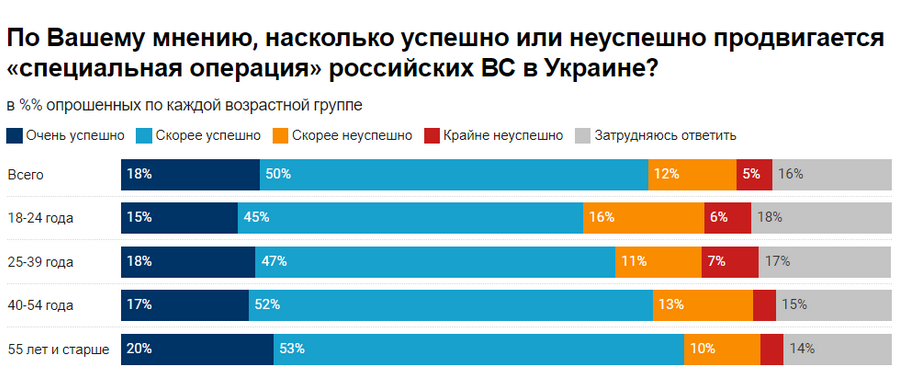 По Вашему мнению, насколько успешно или неуспешно продвигается
«специальная операция» российских ВС в Украине?
в %% опрошенных по каждой возрастной группе
Очень успешно Скорее успешно Скорее неуспешно Крайне неуспешно Затрудняюсь ответить
Всего 18% 50% 12% 5% 16%
18-24 года 15% 45% 16% 6% 18%
25-39 года 18% 47% 11% 7% 17%
40-54 года 17% 52% 13% 15%
55 лет и старше 20% 53% 10% 14%